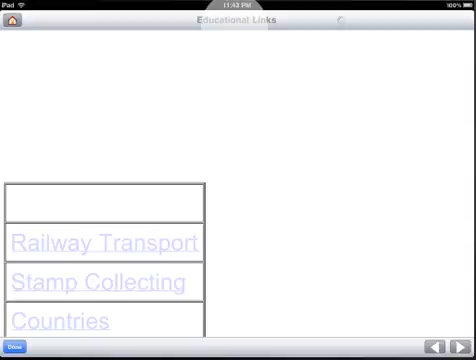 iPad 11:43 PM 100%
Educational Links
Railway Transport
Stamp Collecting
Countries
Done